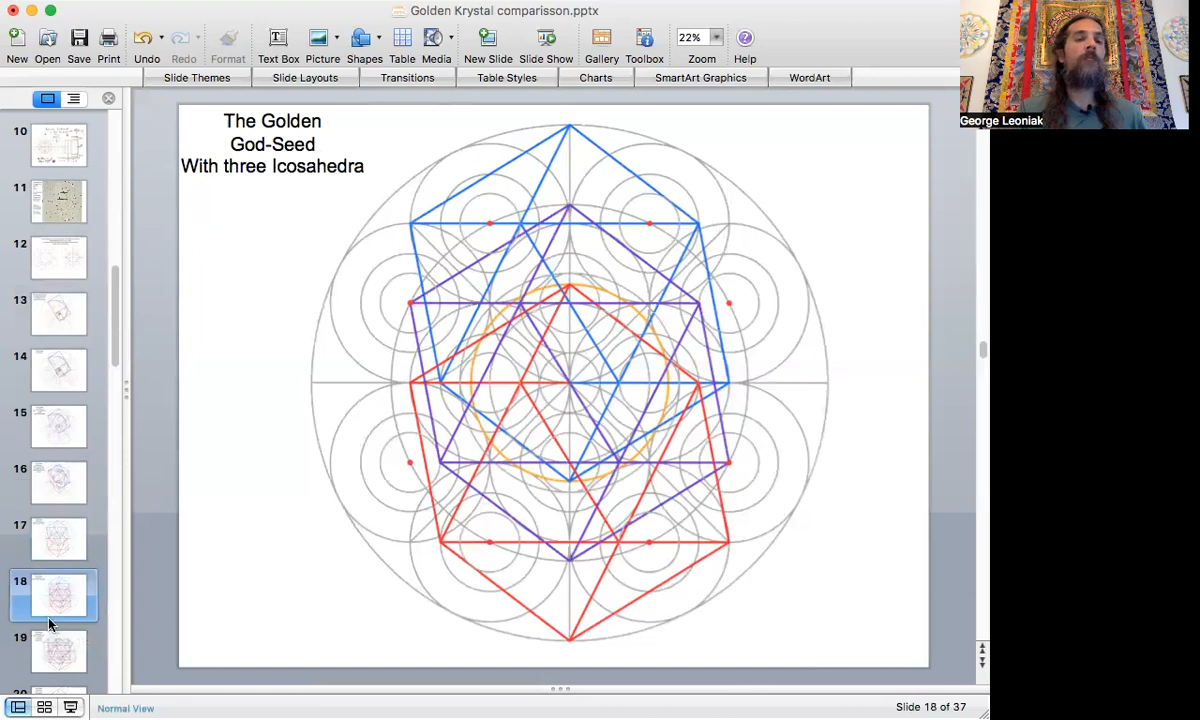 Golden Krystal comparisson.pptx
New Open Save Print Undo Redo Format Text Box Picture Shapes Table Media New Slide Slide Show Gallery Toolbox Zoom Help
22%
Slide Themes Slide Layouts Transitions Table Styles Charts SmartArt Graphics WordArt
George Leoniak
The Golden
God-Seed
With three Icosahedra
10
11
12
13
14
15
16
17
18
19
Normal View
Slide 18 of 37